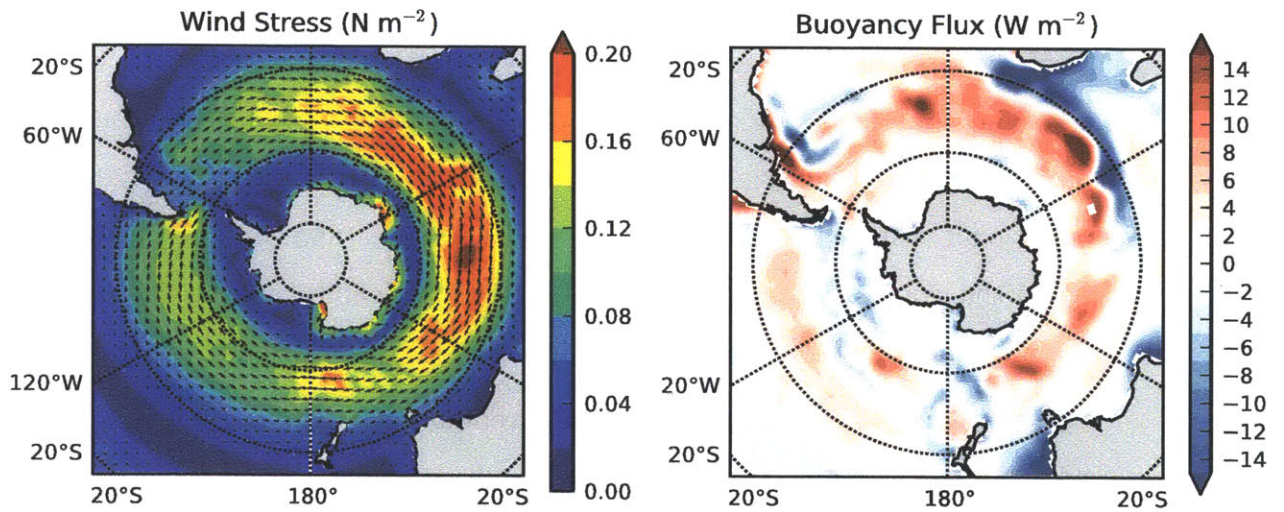 Wind Stress (N m⁻²)
20°S
60°W
120°W
20°S
20°S
180°
20°S
0.20
0.16
0.12
0.08
0.04
0.00
Buoyancy Flux (W m⁻²)
20°S
60°W
20°W
20°S
20°S
180°
20°S
14
12
10
8
6
4
2
0
−2
−4
−6
−8
−10
−12
−14